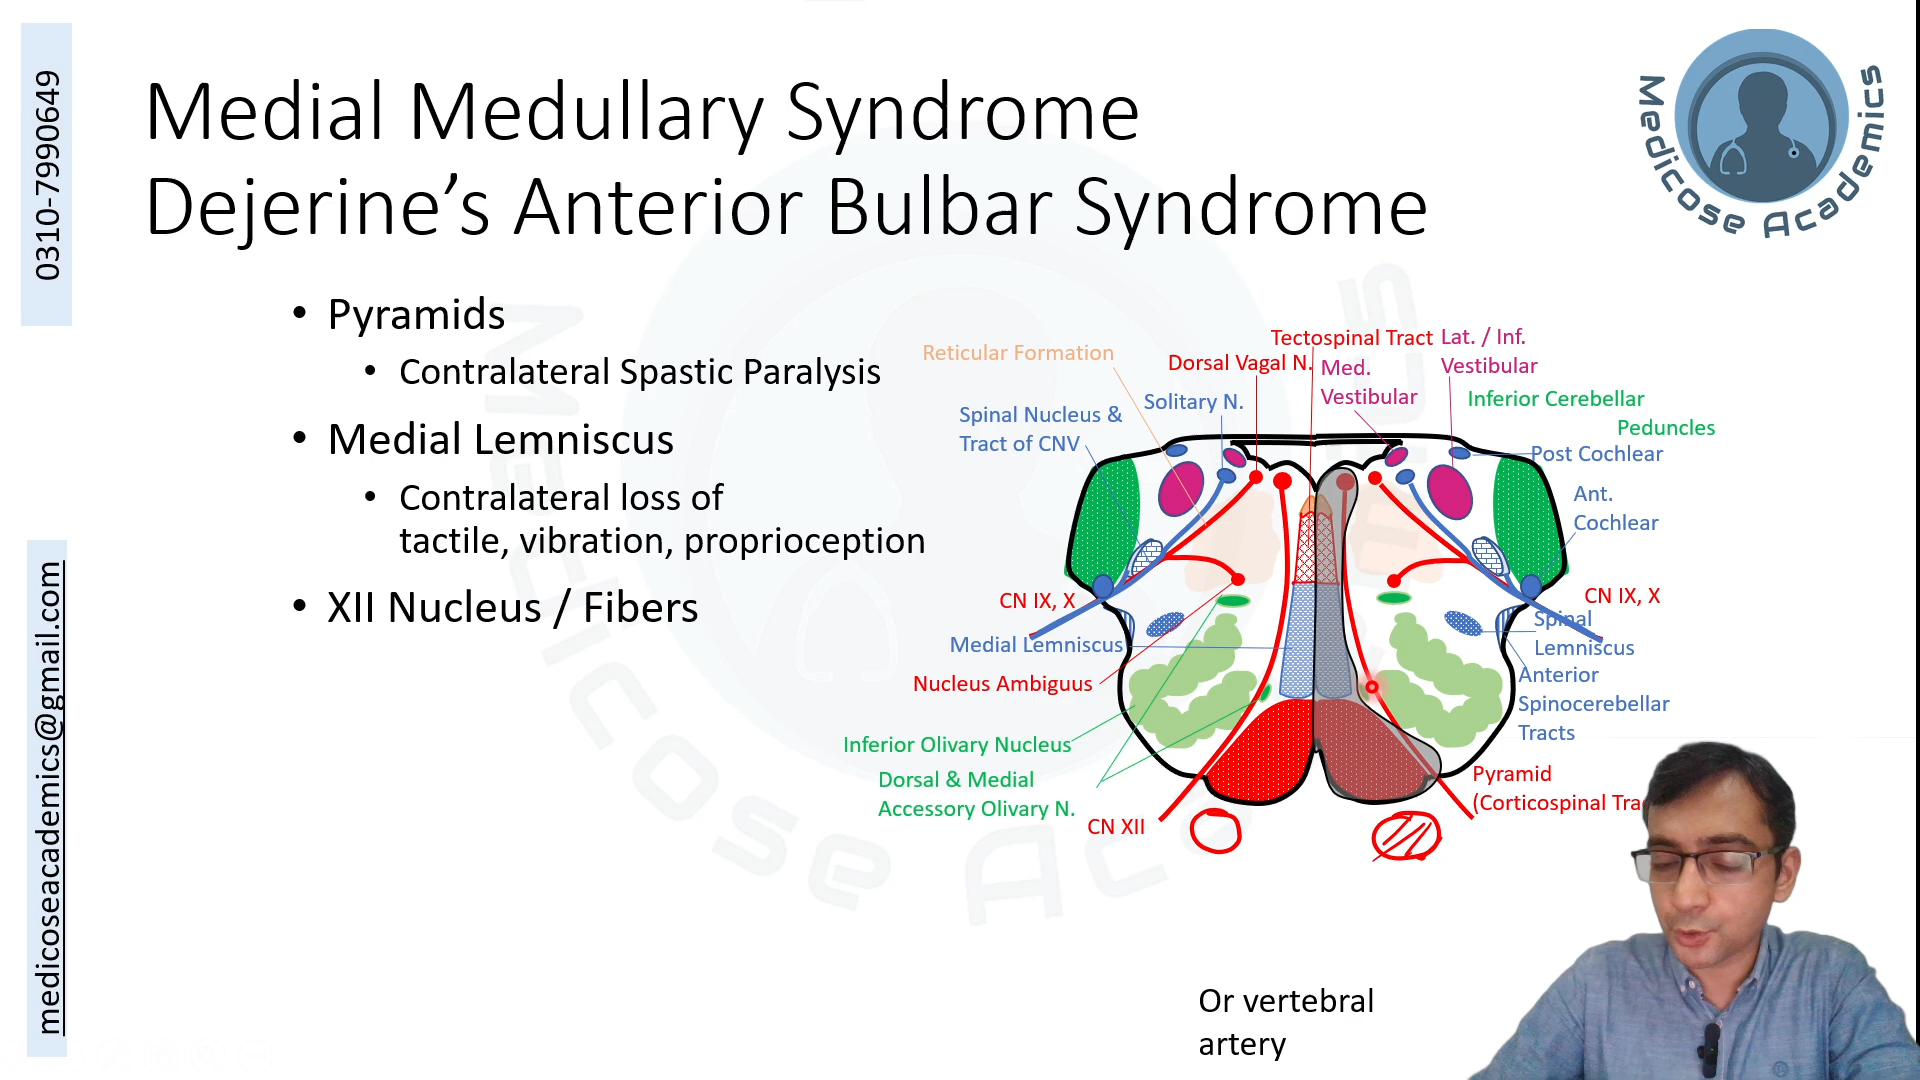 0310-7990649
medicoseacademics@gmail.com
Medial Medullary Syndrome
Dejerine’s Anterior Bulbar Syndrome
Medicose Academics
• Pyramids
• Contralateral Spastic Paralysis
• Medial Lemniscus
• Contralateral loss of
tactile, vibration, proprioception
• XII Nucleus / Fibers
Reticular Formation
Tectospinal Tract
Dorsal Vagal N.
Lat. / Inf.
Vestibular
Med.
Vestibular
Solitary N.
Spinal Nucleus &
Tract of CNV
Inferior Cerebellar
Peduncles
Post Cochlear
Ant.
Cochlear
CN IX, X
CN IX, X
Medial Lemniscus
Spinal
Lemniscus
Nucleus Ambiguus
Anterior
Spinocerebellar
Tracts
Inferior Olivary Nucleus
Dorsal & Medial
Accessory Olivary N.
CN XII
Pyramid
(Corticospinal Tra
Or vertebral
artery
Medicose Academics